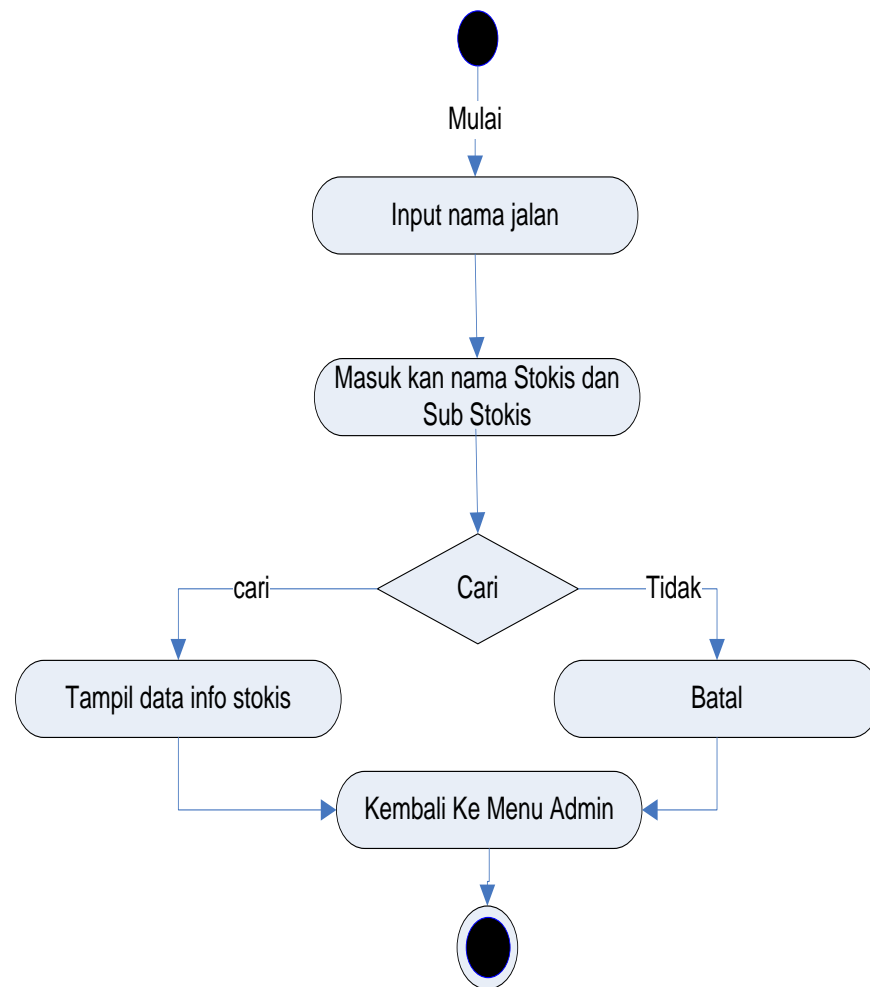 Mulai
Input nama jalan
Masuk kan nama Stokis dan
Sub Stokis
Cari
cari
Tidak
Tampil data info stokis
Batal
Kembali Ke Menu Admin